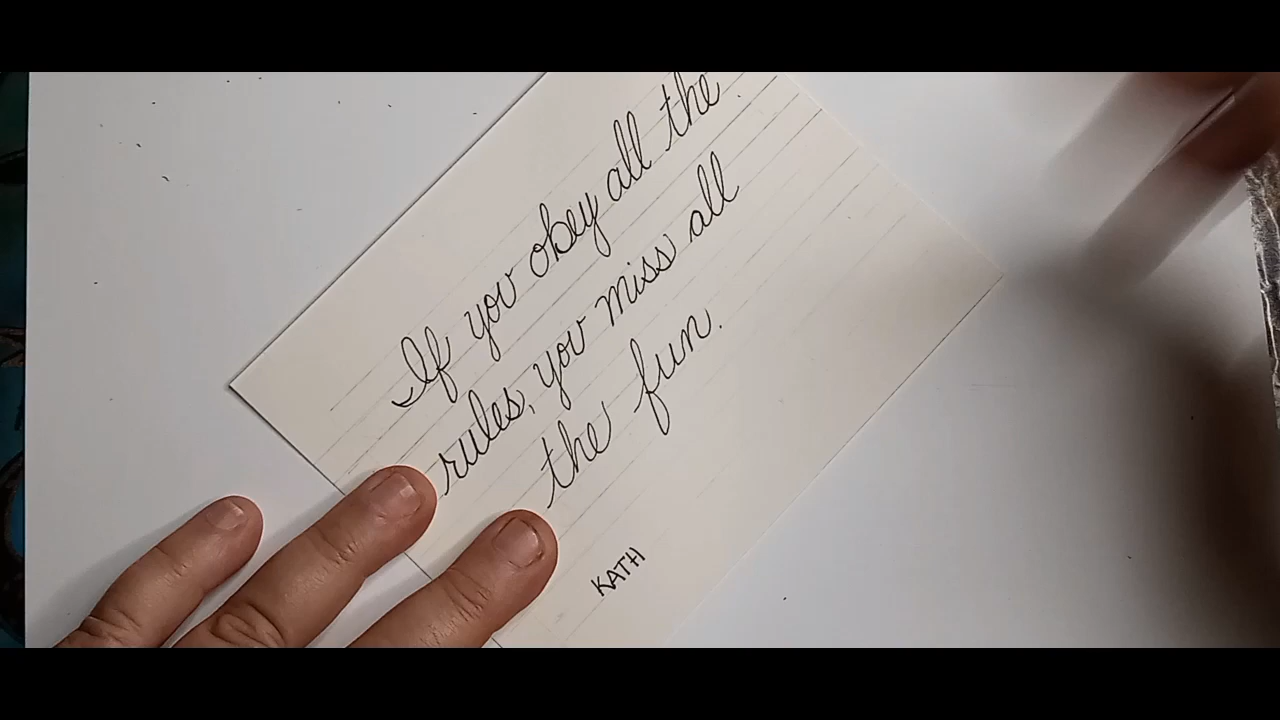 If you obey all the
rules, you miss all
the fun.
KATH